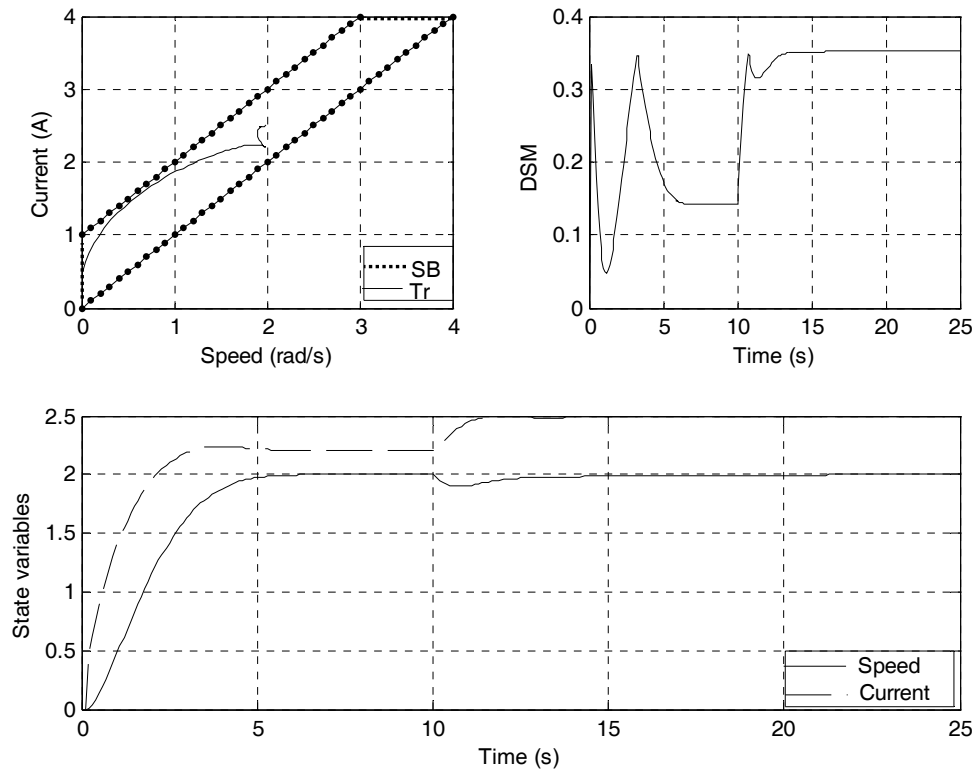 4
3
2
1
0
0 1 2 3 4
Current (A)
Speed (rad/s)
SB
Tr
0.4
0.3
0.2
0.1
0
0 5 10 15 20 25
DSM
Time (s)
2.5
2
1.5
1
0.5
0
0 5 10 15 20 25
State variables
Time (s)
Speed
Current